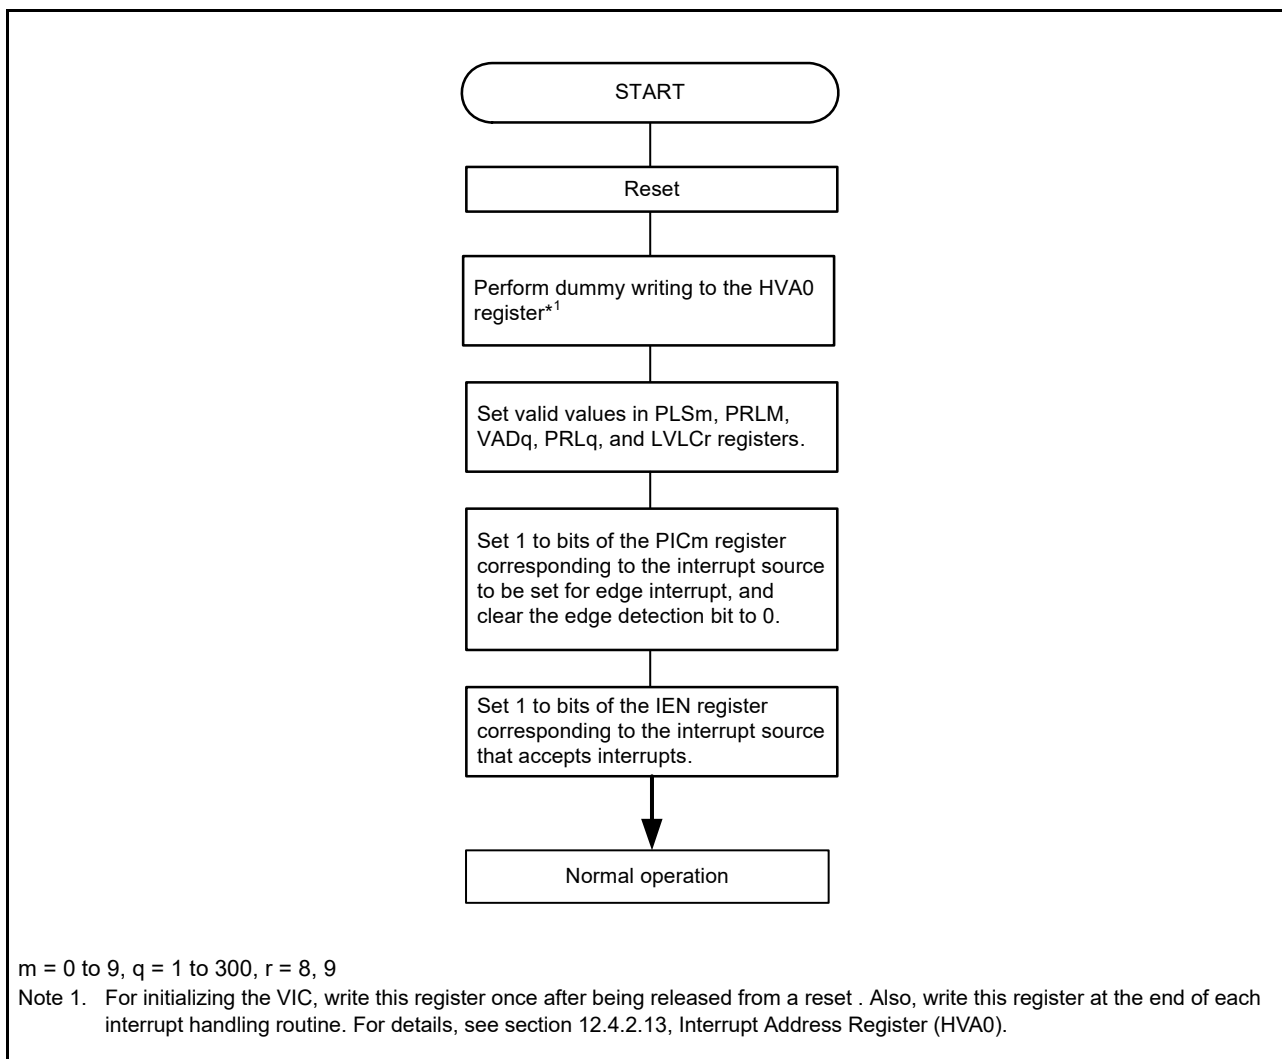 START
Reset
Perform dummy writing to the HVA0
register*1
Set valid values in PLSm, PRLM,
VADq, PRLq, and LVLCr registers.
Set 1 to bits of the PICm register
corresponding to the interrupt source
to be set for edge interrupt, and
clear the edge detection bit to 0.
Set 1 to bits of the IEN register
corresponding to the interrupt source
that accepts interrupts.
Normal operation
m = 0 to 9, q = 1 to 300, r = 8, 9
Note 1. For initializing the VIC, write this register once after being released from a reset . Also, write this register at the end of each
interrupt handling routine. For details, see section 12.4.2.13, Interrupt Address Register (HVA0).